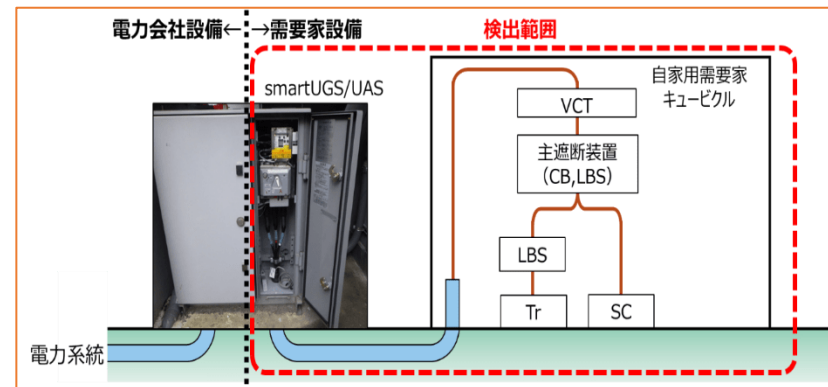 電力会社設備←
→需要家設備
検出範囲
smartUGS/UAS
自家用需要家
キュービクル
VCT
主遮断装置
(CB,LBS)
LBS
Tr
SC
電力系統